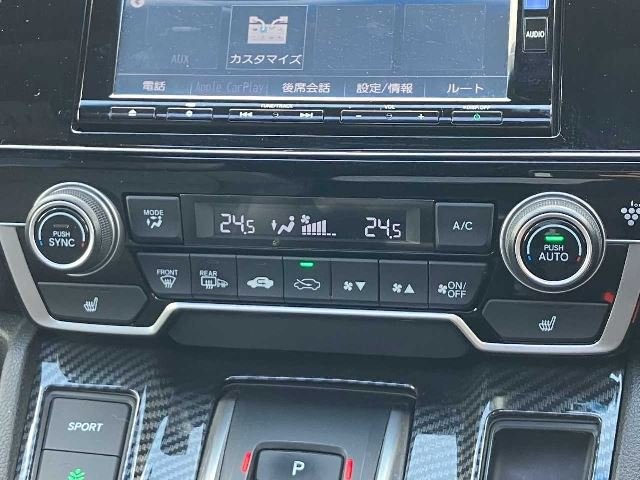 AUDIO
AUX
カスタマイズ
電話 Apple CarPlay 後席会話 設定/情報 ルート
TUNE/TRACK VOL DISP.OFF
MODE
A/C
PUSH
SYNC
24.5 24.5
PUSH
AUTO
FRONT REAR ON/
OFF
SPORT
P